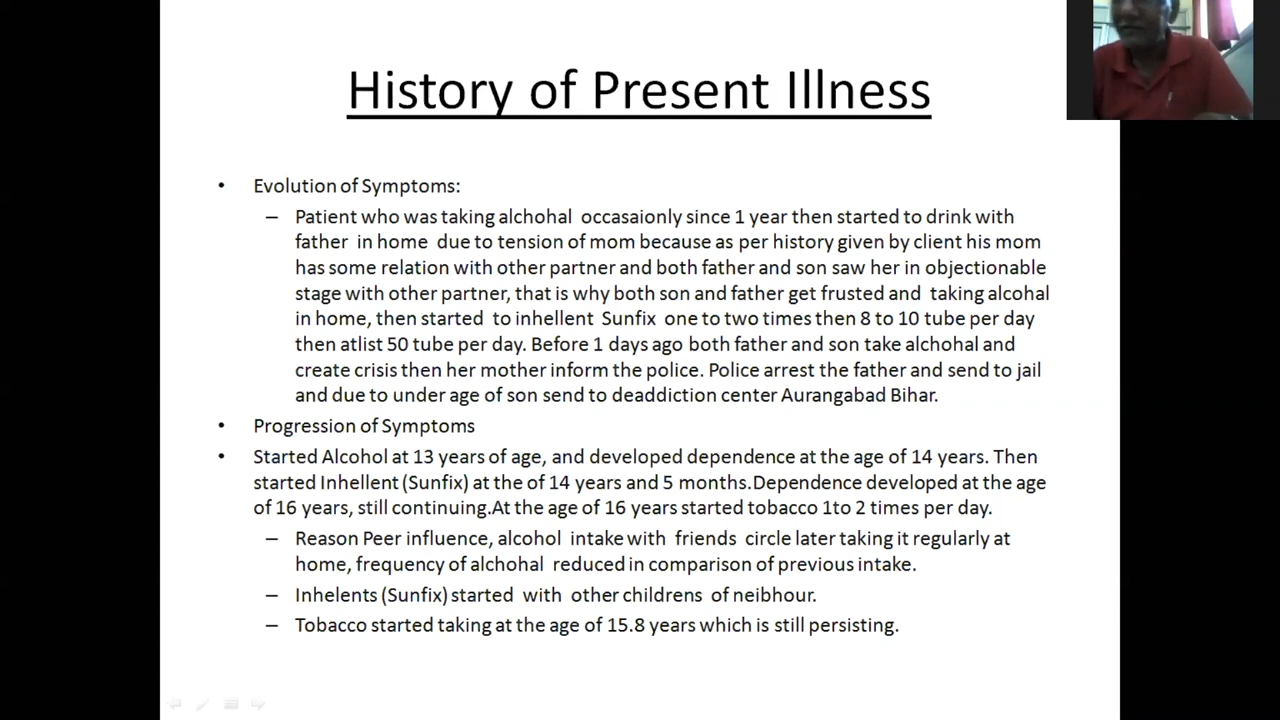 History of Present Illness
• Evolution of Symptoms:
– Patient who was taking alchohal occasaionly since 1 year then started to drink with
father in home due to tension of mom because as per history given by client his mom
has some relation with other partner and both father and son saw her in objectionable
stage with other partner, that is why both son and father get frusted and taking alcohal
in home, then started to inhellent Sunfix one to two times then 8 to 10 tube per day
then atlist 50 tube per day. Before 1 days ago both father and son take alchohal and
create crisis then her mother inform the police. Police arrest the father and send to jail
and due to under age of son send to deaddiction center Aurangabad Bihar.
• Progression of Symptoms
• Started Alcohol at 13 years of age, and developed dependence at the age of 14 years. Then
started Inhellent (Sunfix) at the of 14 years and 5 months.Dependence developed at the age
of 16 years, still continuing.At the age of 16 years started tobacco 1to 2 times per day.
– Reason Peer influence, alcohol intake with friends circle later taking it regularly at
home, frequency of alchohal reduced in comparison of previous intake.
– Inhelents (Sunfix) started with other childrens of neibhour.
– Tobacco started taking at the age of 15.8 years which is still persisting.